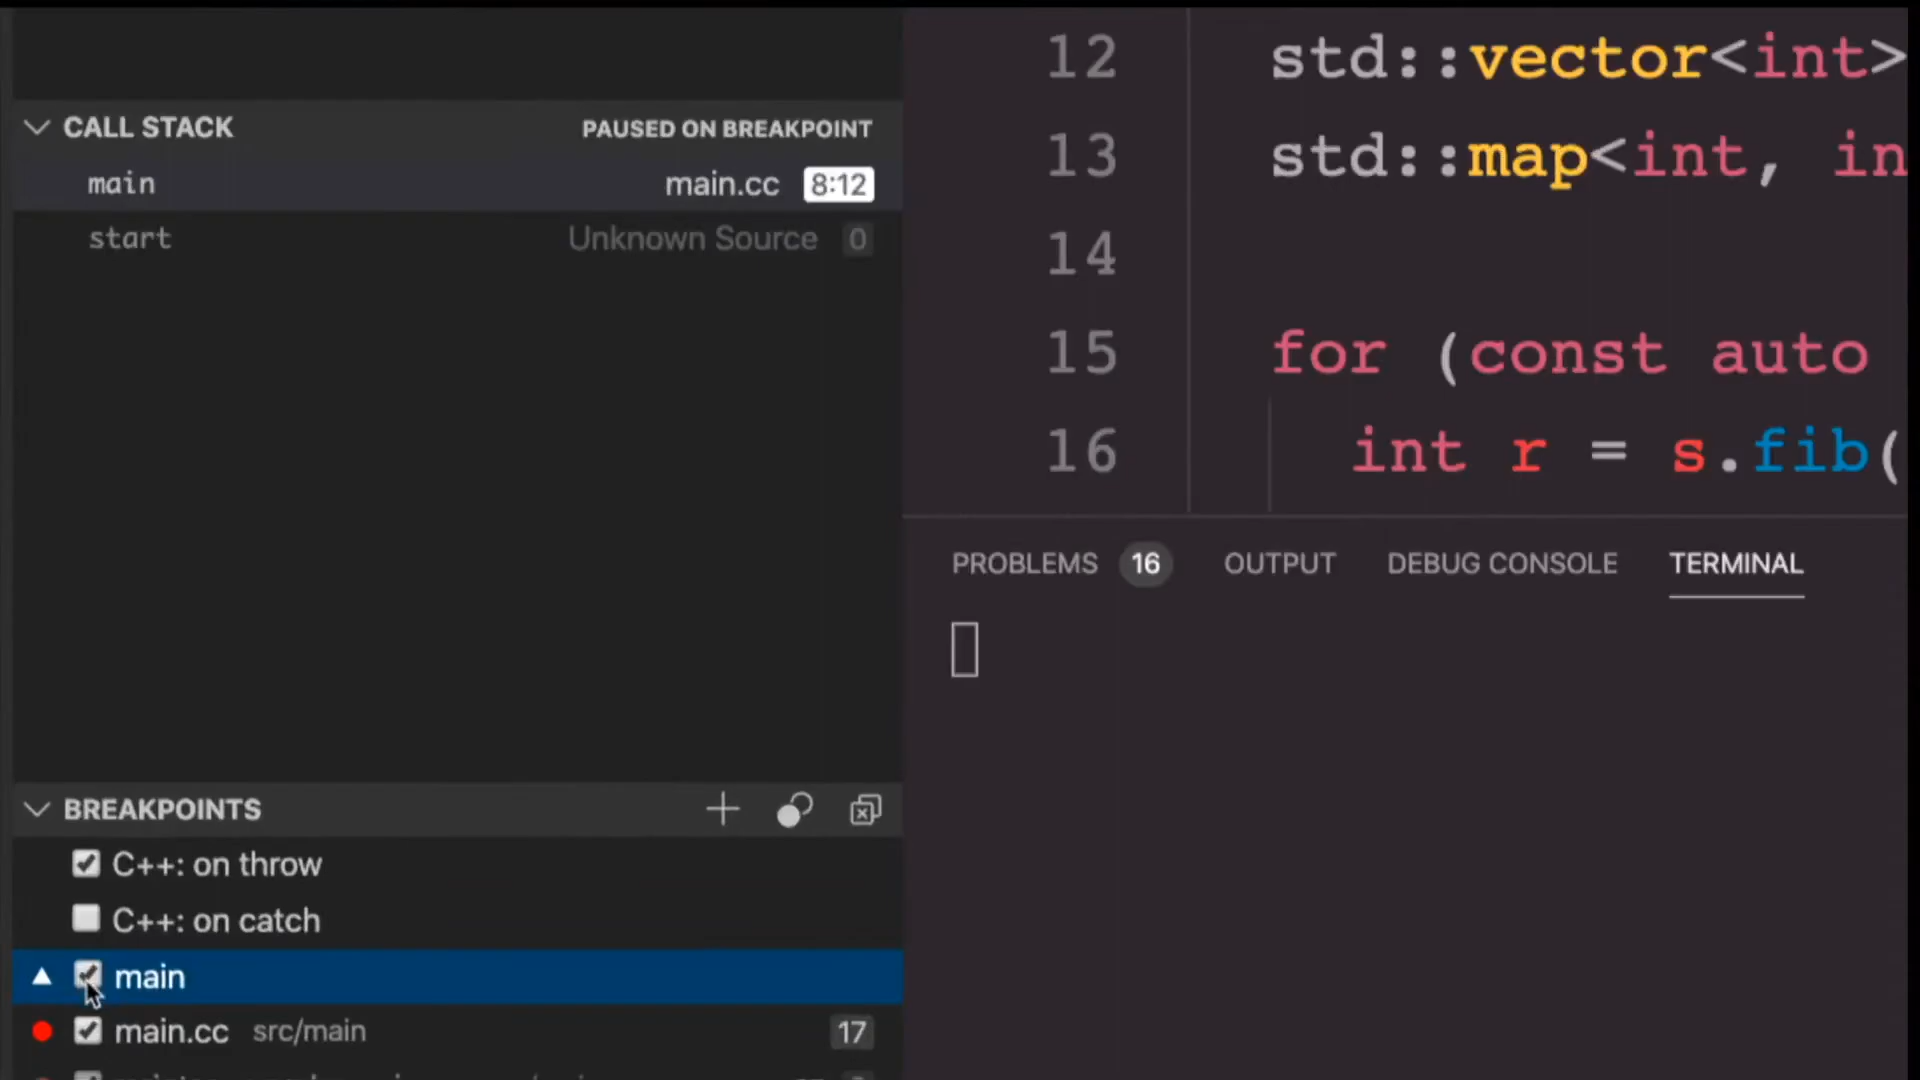 CALL STACK PAUSED ON BREAKPOINT
main main.cc 8:12
start Unknown Source 0
BREAKPOINTS
C++: on throw
C++: on catch
main
main.cc src/main 17
12 std::vector<int>
13 std::map<int, in
14
15 for (const auto
16 int r = s.fib(
PROBLEMS 16 OUTPUT DEBUG CONSOLE TERMINAL